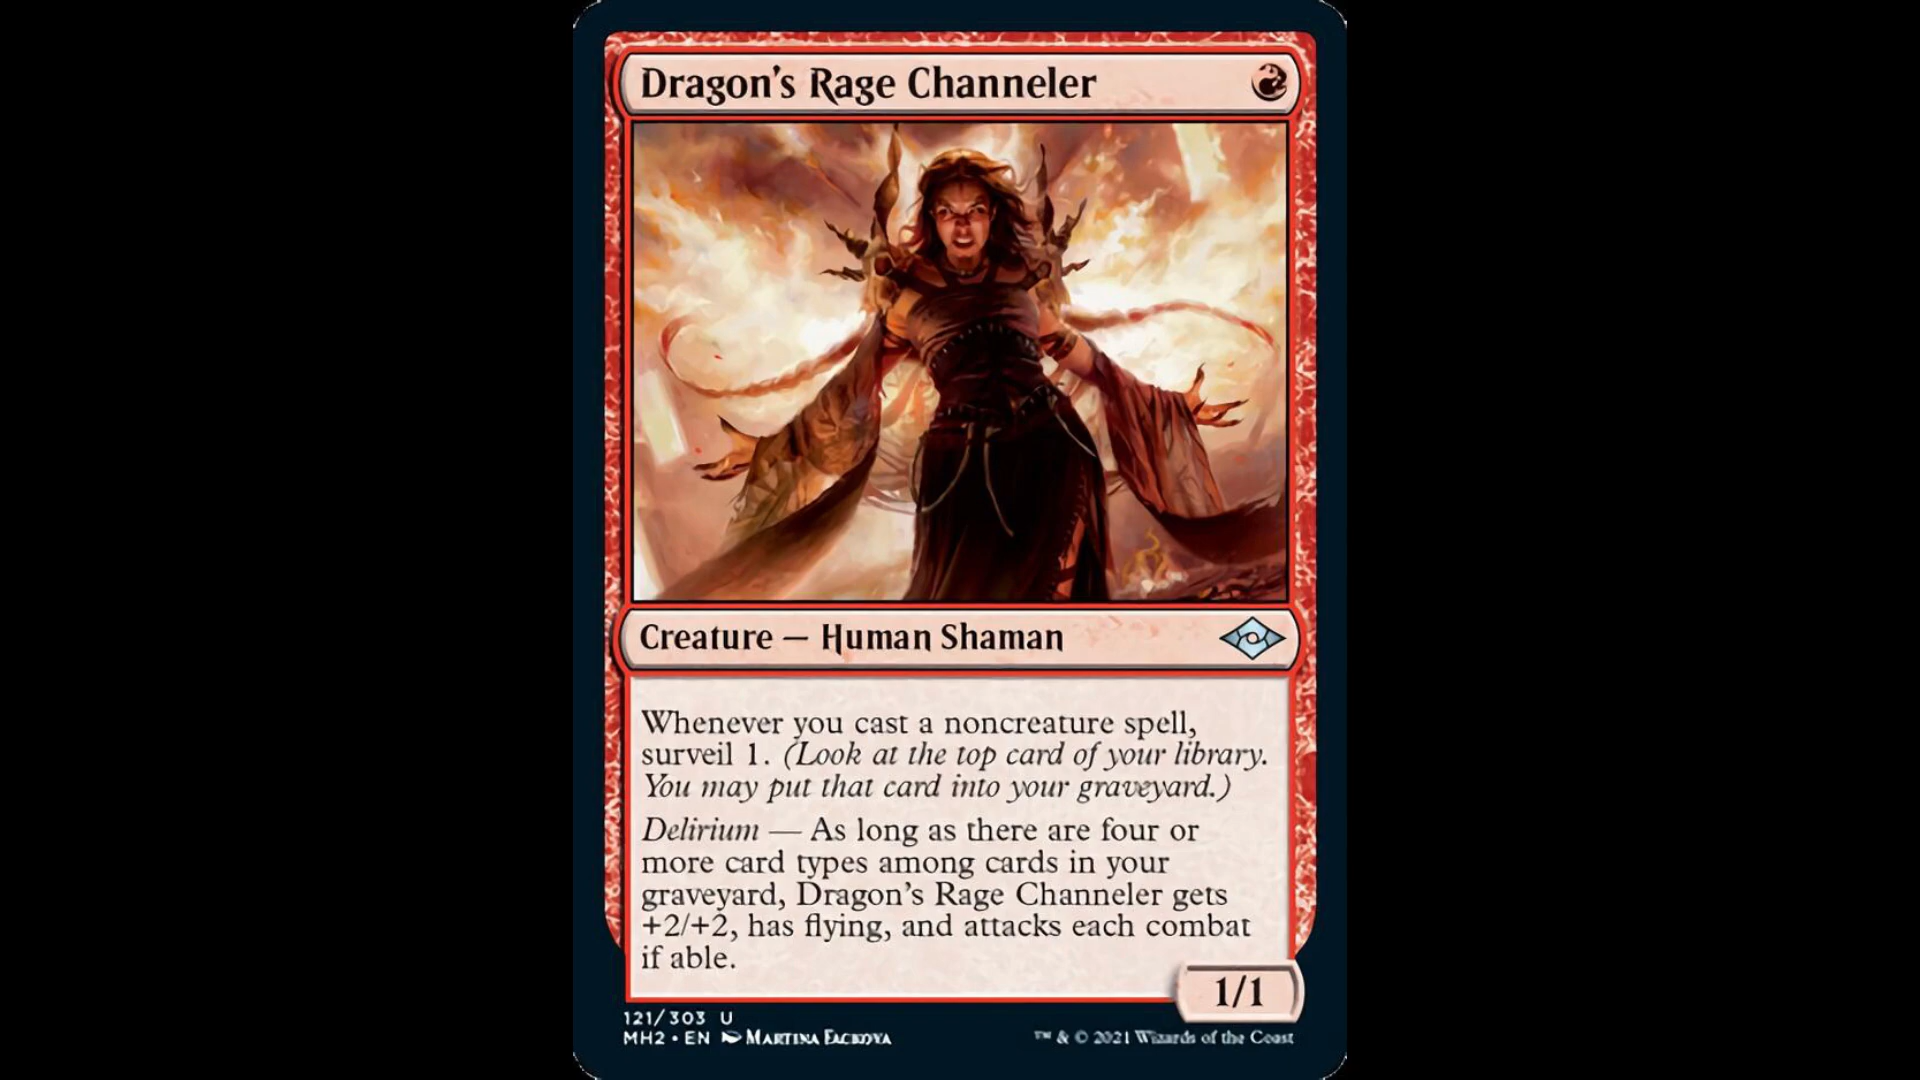 Dragon's Rage Channeler
Creature — Human Shaman
Whenever you cast a noncreature spell,
surveil 1. (Look at the top card of your library.
You may put that card into your graveyard.)
Delirium — As long as there are four or
more card types among cards in your
graveyard, Dragon's Rage Channeler gets
+2/+2, has flying, and attacks each combat
if able.
1/1
121/303 U
MH2 • EN Martina
™ & © 2021 Wizards of the Coast